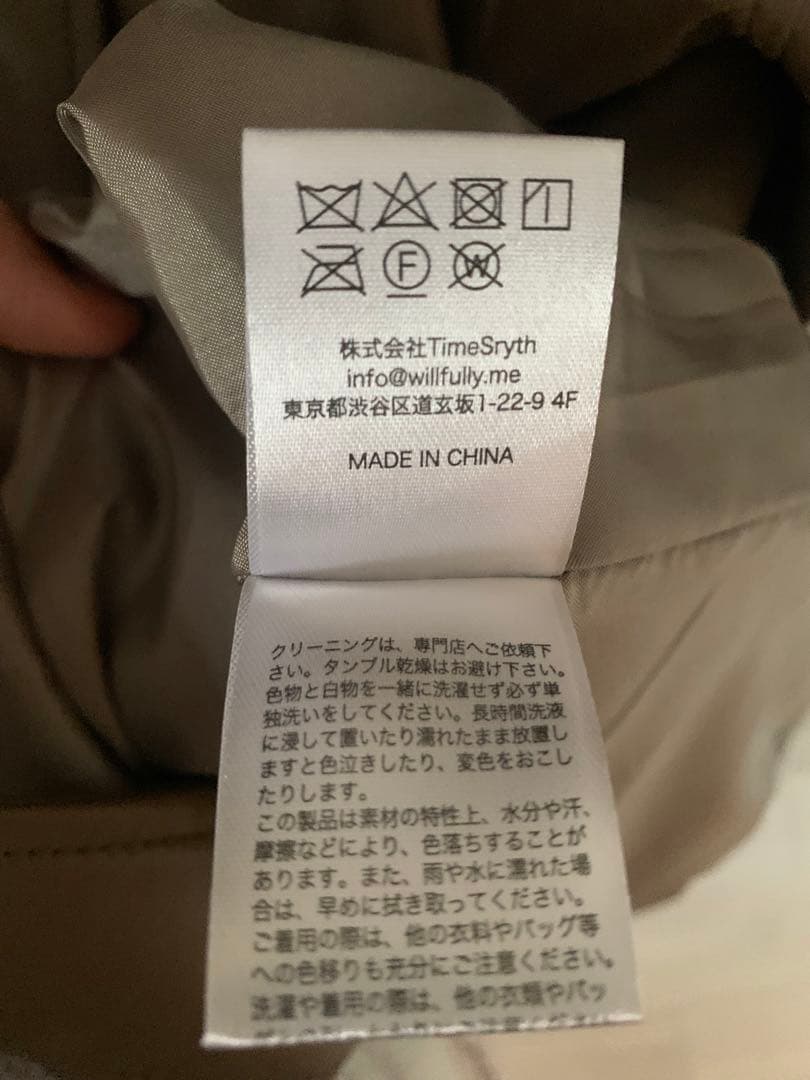 F W
株式会社TimeSryth
info@willfully.me
東京都渋谷区道玄坂1-22-9 4F
MADE IN CHINA
クリーニングは、専門店へご依頼下
さい。タンブル乾燥はお避け下さい。
色物と白物を一緒に洗濯せず必ず単
独洗いをしてください。長時間洗液
に浸して置いたり濡れたまま放置し
ますと色泣きしたり、変色をおこし
たりします。
この製品は素材の特性上、水分や汗、
摩擦などにより、色落ちすることが
あります。また、雨や水に濡れた場
合は、早めに拭き取ってください。
ご着用の際は、他の衣料やバッグ等
への色移りも充分にご注意ください。
洗濯や着用の際は、他の衣類やバッ